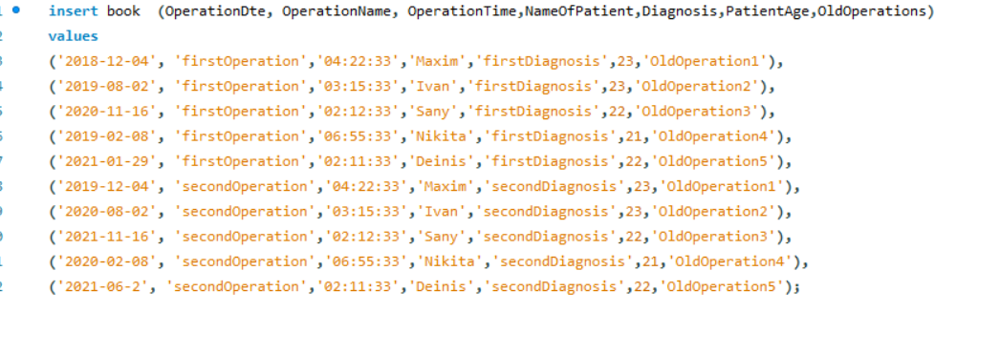 insert book (OperationDte, OperationName, OperationTime,NameOfPatient,Diagnosis,PatientAge,OldOperations)
values
('2018-12-04', 'firstOperation','04:22:33','Maxim','firstDiagnosis',23,'OldOperation1'),
('2019-08-02', 'firstOperation','03:15:33','Ivan','firstDiagnosis',23,'OldOperation2'),
('2020-11-16', 'firstOperation','02:12:33','Sany','firstDiagnosis',22,'OldOperation3'),
('2019-02-08', 'firstOperation','06:55:33','Nikita','firstDiagnosis',21,'OldOperation4'),
('2021-01-29', 'firstOperation','02:11:33','Deinis','firstDiagnosis',22,'OldOperation5'),
('2019-12-04', 'secondOperation','04:22:33','Maxim','secondDiagnosis',23,'OldOperation1'),
('2020-08-02', 'secondOperation','03:15:33','Ivan','secondDiagnosis',23,'OldOperation2'),
('2021-11-16', 'secondOperation','02:12:33','Sany','secondDiagnosis',22,'OldOperation3'),
('2020-02-08', 'secondOperation','06:55:33','Nikita','secondDiagnosis',21,'OldOperation4'),
('2021-06-2', 'secondOperation','02:11:33','Deinis','secondDiagnosis',22,'OldOperation5');